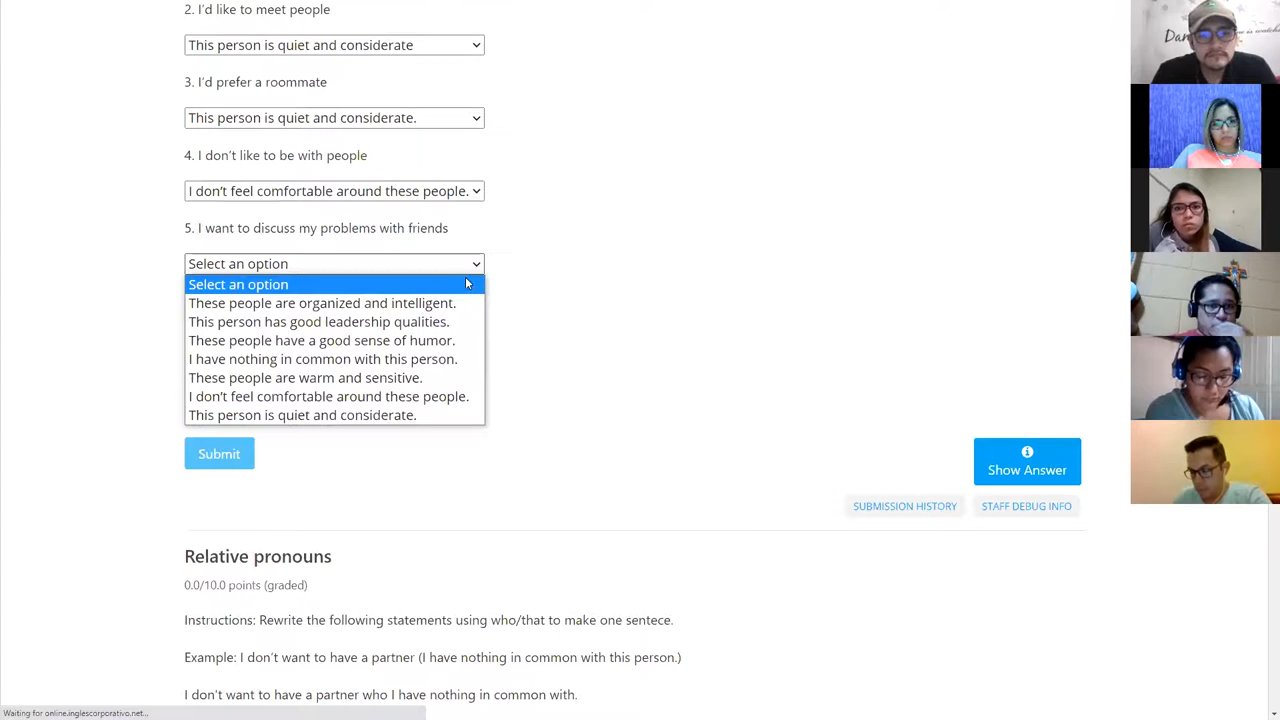 2. I'd like to meet people
This person is quiet and considerate
3. I'd prefer a roommate
This person is quiet and considerate.
4. I don't like to be with people
I don't feel comfortable around these people.
5. I want to discuss my problems with friends
Select an option
Select an option
These people are organized and intelligent.
This person has good leadership qualities.
These people have a good sense of humor.
I have nothing in common with this person.
These people are warm and sensitive.
I don't feel comfortable around these people.
This person is quiet and considerate.
Submit
Show Answer
SUBMISSION HISTORY
STAFF DEBUG INFO
Relative pronouns
0.0/10.0 points (graded)
Instructions: Rewrite the following statements using who/that to make one sentece.
Example: I don't want to have a partner (I have nothing in common with this person.)
I don't want to have a partner who I have nothing in common with.
Waiting for online.inglescorporativo.net...